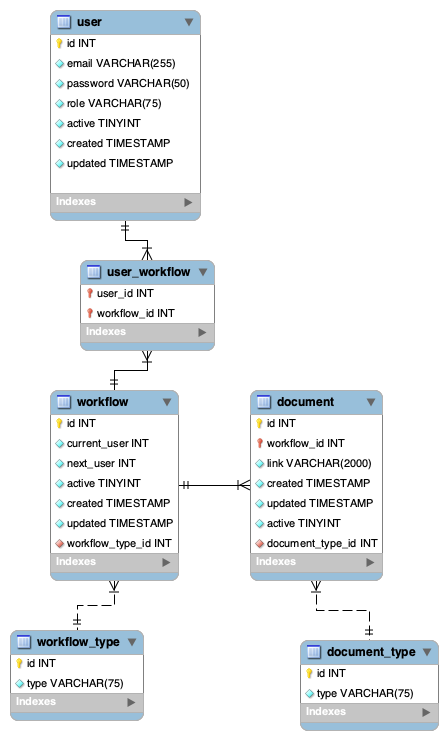 user
id INT
email VARCHAR(255)
password VARCHAR(50)
role VARCHAR(75)
active TINYINT
created TIMESTAMP
updated TIMESTAMP
Indexes
user_workflow
user_id INT
workflow_id INT
Indexes
workflow
id INT
current_user INT
next_user INT
active TINYINT
created TIMESTAMP
updated TIMESTAMP
workflow_type_id INT
Indexes
document
id INT
workflow_id INT
link VARCHAR(2000)
created TIMESTAMP
updated TIMESTAMP
active TINYINT
document_type_id INT
Indexes
workflow_type
id INT
type VARCHAR(75)
Indexes
document_type
id INT
type VARCHAR(75)
Indexes